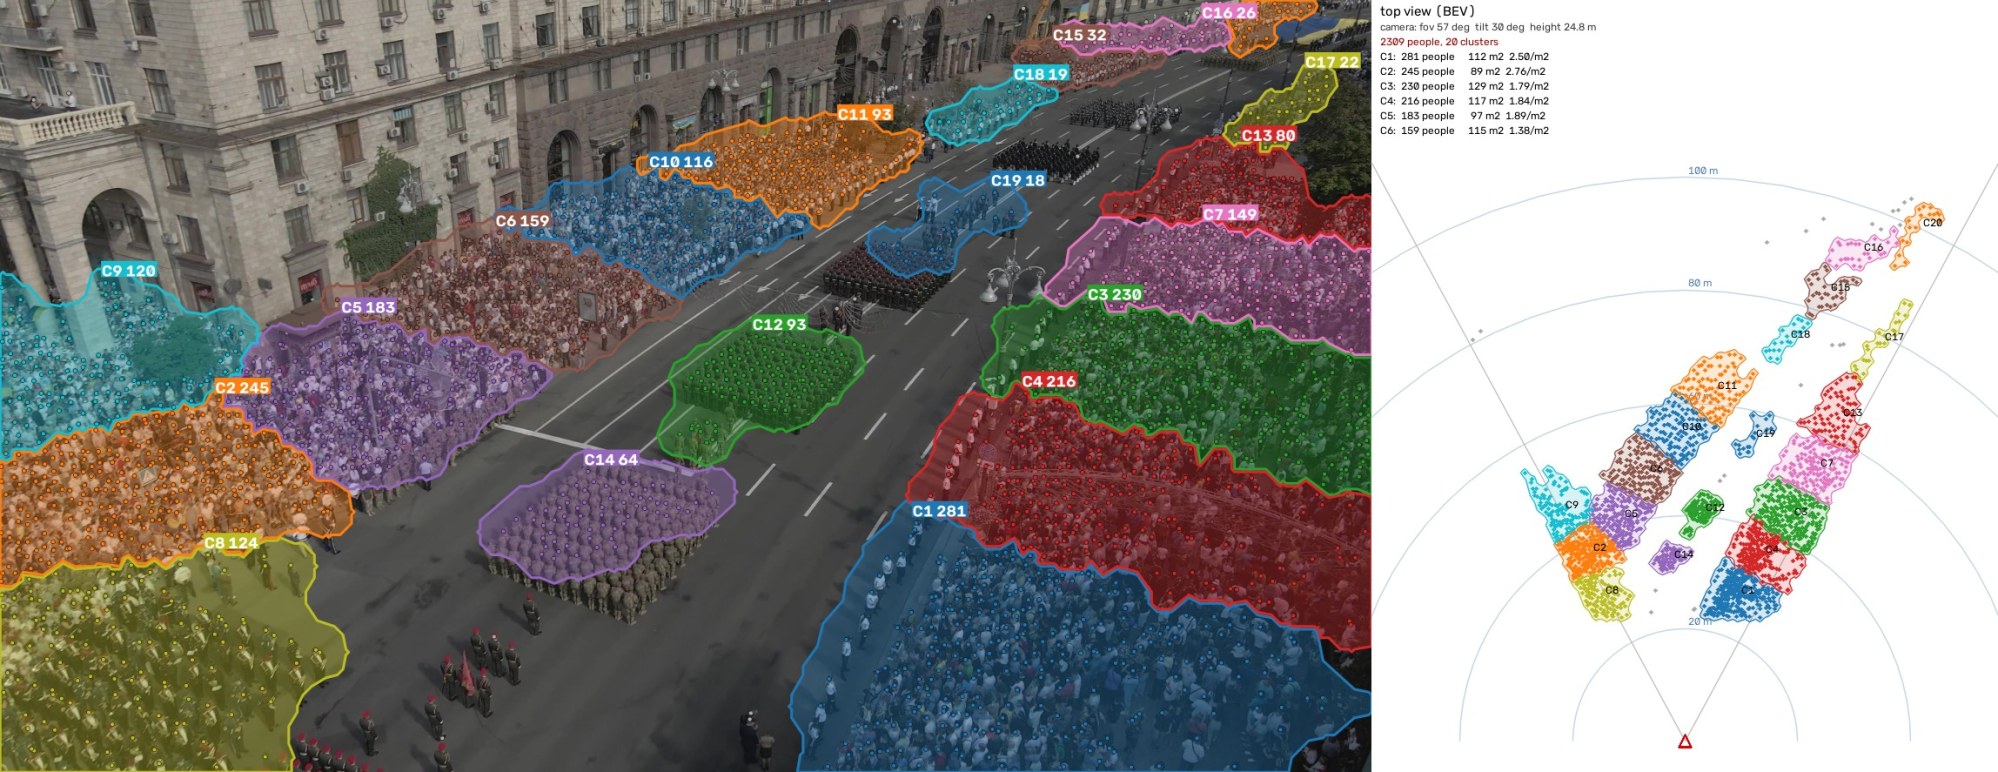 C16 26
C15 32
C17 22
C18 19
C11 93
C13 80
C10 116
C19 18
C6 159
C7 149
C9 120
C5 183
C3 230
C12 93
C2 245
C4 216
C14 64
C1 281
C8 124
top view (BEV)
camera: fov 57 deg tilt 30 deg height 24.8 m
2309 people, 20 clusters
C1: 281 people 112 m2 2.50/m2
C2: 245 people 89 m2 2.76/m2
C3: 230 people 129 m2 1.79/m2
C4: 216 people 117 m2 1.84/m2
C5: 183 people 97 m2 1.89/m2
C6: 159 people 115 m2 1.38/m2
100 m
C20
C16
80 m
C15
C18
C17
C11
C13
C10
C19
C6
C7
C9
C5
C12
C3
C2
C14
C4
C8
C1
20 m